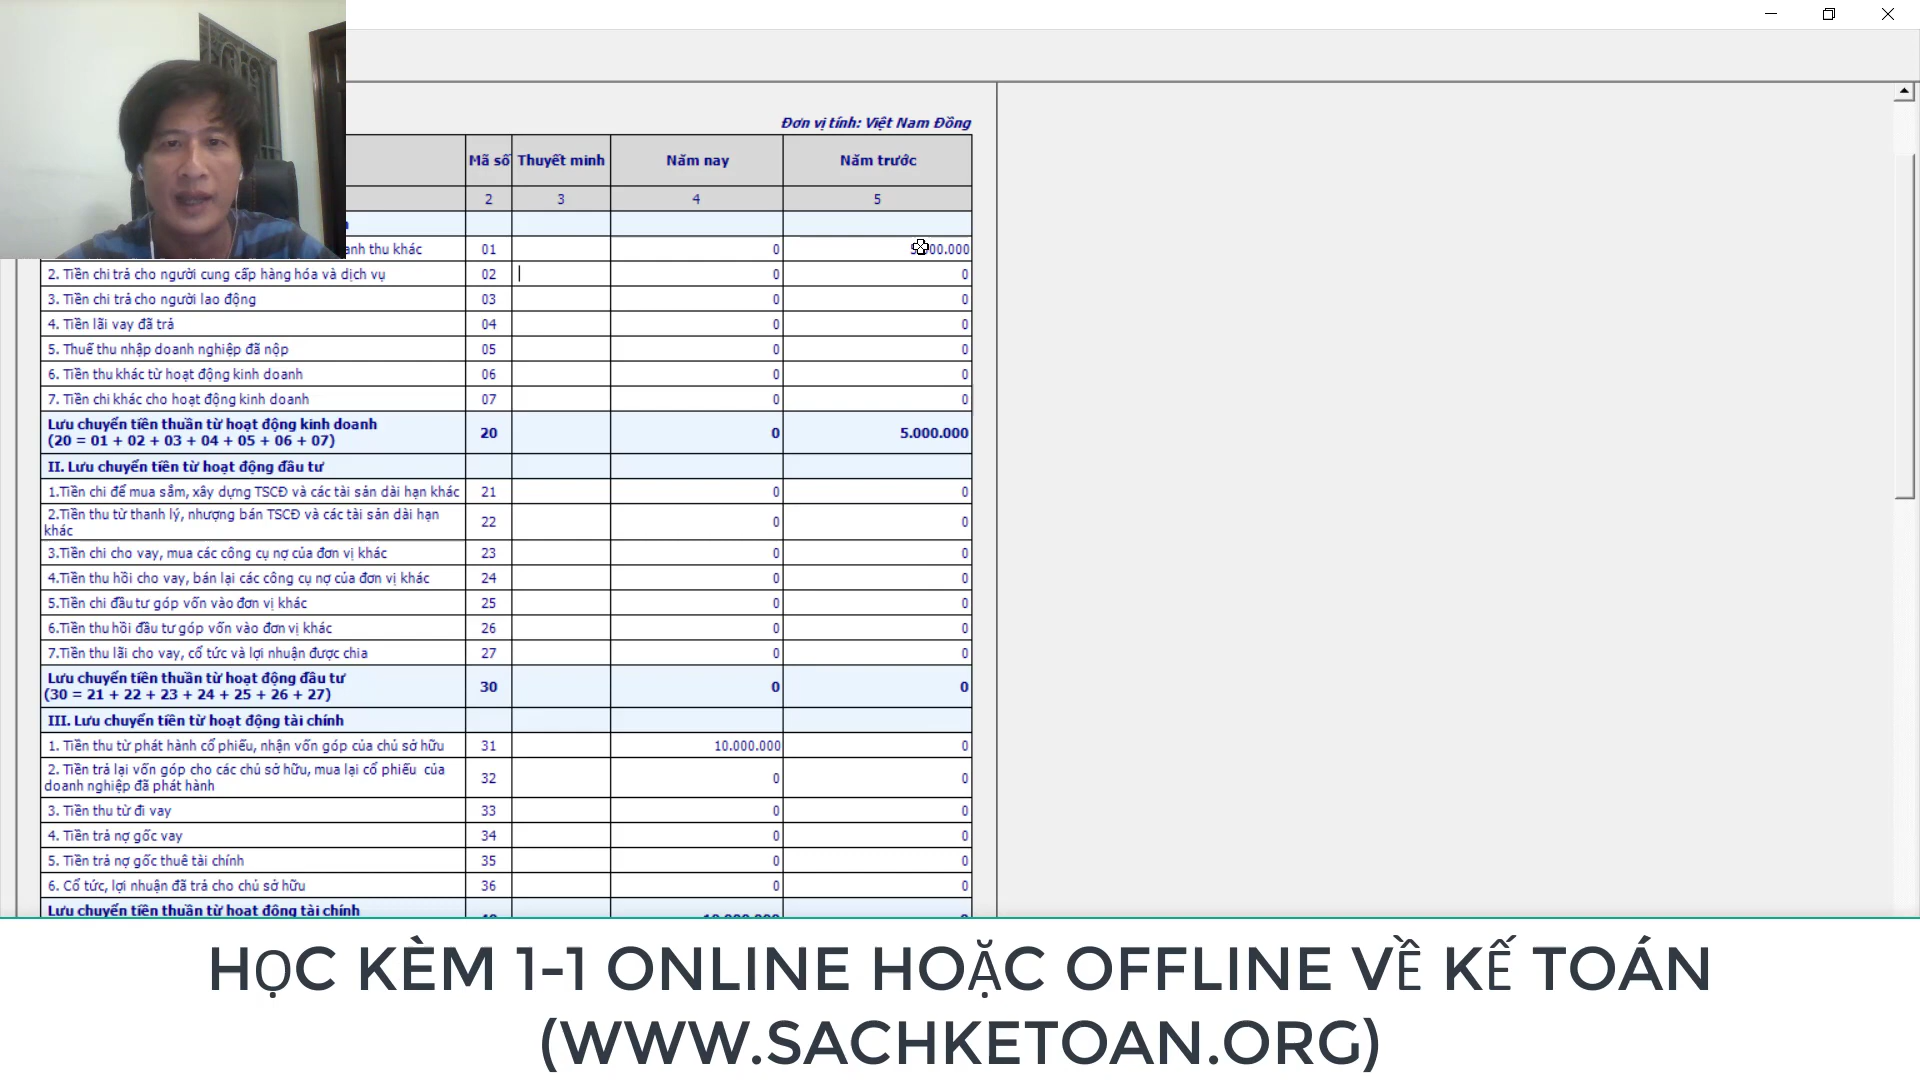 Đơn vị tính: Việt Nam Đồng
Mã số Thuyết minh Năm nay Năm trước
2 3 4 5
anh thu khác 01 0 00.000
2. Tiền chi trả cho người cung cấp hàng hóa và dịch vụ 02 0 0
3. Tiền chi trả cho người lao động 03 0 0
4. Tiền lãi vay đã trả 04 0 0
5. Thuế thu nhập doanh nghiệp đã nộp 05 0 0
6. Tiền thu khác từ hoạt động kinh doanh 06 0 0
7. Tiền chi khác cho hoạt động kinh doanh 07 0 0
Lưu chuyển tiền thuần từ hoạt động kinh doanh
(20 = 01 + 02 + 03 + 04 + 05 + 06 + 07) 20 0 5.000.000
II. Lưu chuyển tiền từ hoạt động đầu tư
1.Tiền chi để mua sắm, xây dựng TSCĐ và các tài sản dài hạn khác 21 0 0
2.Tiền thu từ thanh lý, nhượng bán TSCĐ và các tài sản dài hạn
khác 22 0 0
3.Tiền chi cho vay, mua các công cụ nợ của đơn vị khác 23 0 0
4.Tiền thu hồi cho vay, bán lại các công cụ nợ của đơn vị khác 24 0 0
5.Tiền chi đầu tư góp vốn vào đơn vị khác 25 0 0
6.Tiền thu hồi đầu tư góp vốn vào đơn vị khác 26 0 0
7.Tiền thu lãi cho vay, cổ tức và lợi nhuận được chia 27 0 0
Lưu chuyển tiền thuần từ hoạt động đầu tư
(30 = 21 + 22 + 23 + 24 + 25 + 26 + 27) 30 0 0
III. Lưu chuyển tiền từ hoạt động tài chính
1. Tiền thu từ phát hành cổ phiếu, nhận vốn góp của chủ sở hữu 31 10.000.000 0
2. Tiền trả lại vốn góp cho các chủ sở hữu, mua lại cổ phiếu của
doanh nghiệp đã phát hành 32 0 0
3. Tiền thu từ đi vay 33 0 0
4. Tiền trả nợ gốc vay 34 0 0
5. Tiền trả nợ gốc thuê tài chính 35 0 0
6. Cổ tức, lợi nhuận đã trả cho chủ sở hữu 36 0 0
Lưu chuyển tiền thuần từ hoạt động tài chính
HỌC KÈM 1-1 ONLINE HOẶC OFFLINE VỀ KẾ TOÁN
(WWW.SACHKETOAN.ORG)